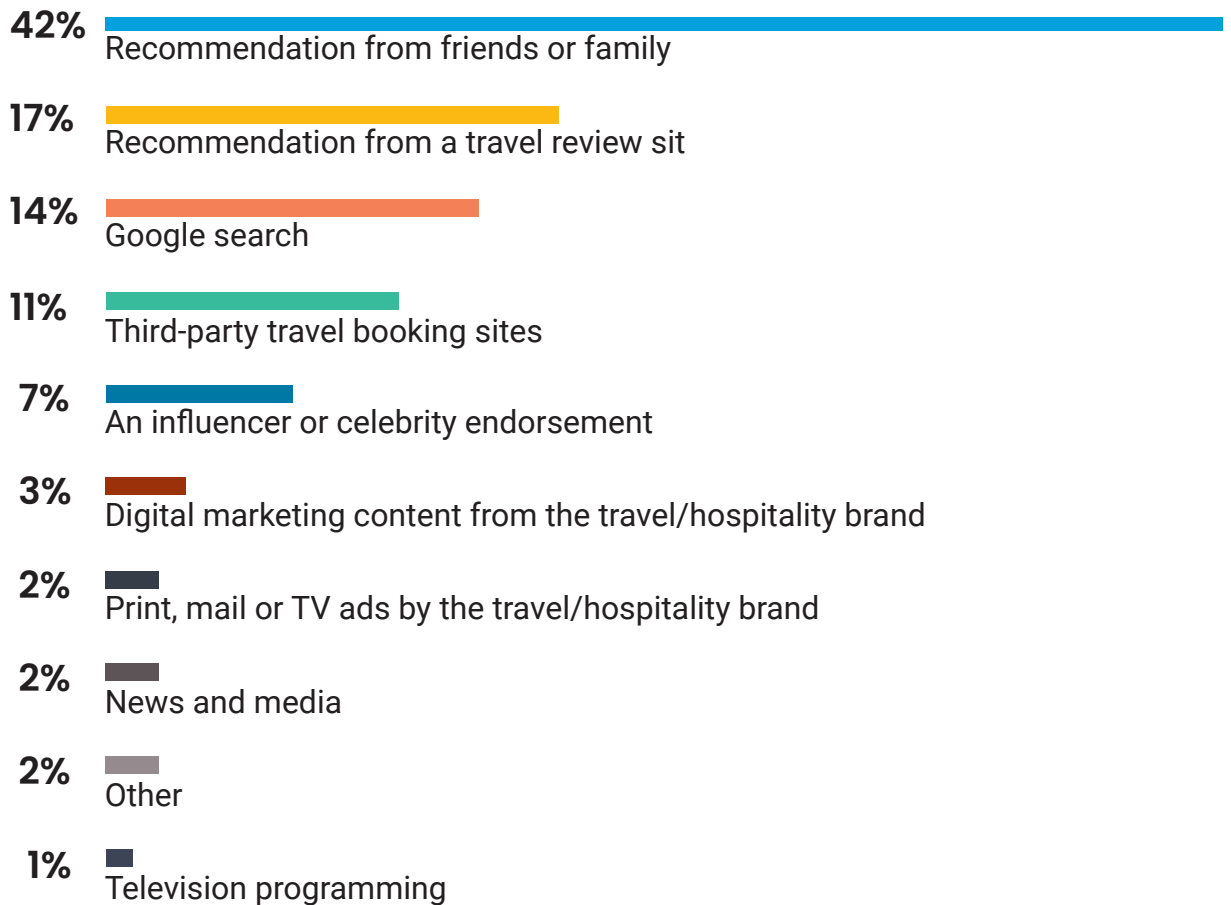 42%
Recommendation from friends or family
17%
Recommendation from a travel review sit
14%
Google search
11%
Third-party travel booking sites
7%
An influencer or celebrity endorsement
3%
Digital marketing content from the travel/hospitality brand
2%
Print, mail or TV ads by the travel/hospitality brand
2%
News and media
2%
Other
1%
Television programming